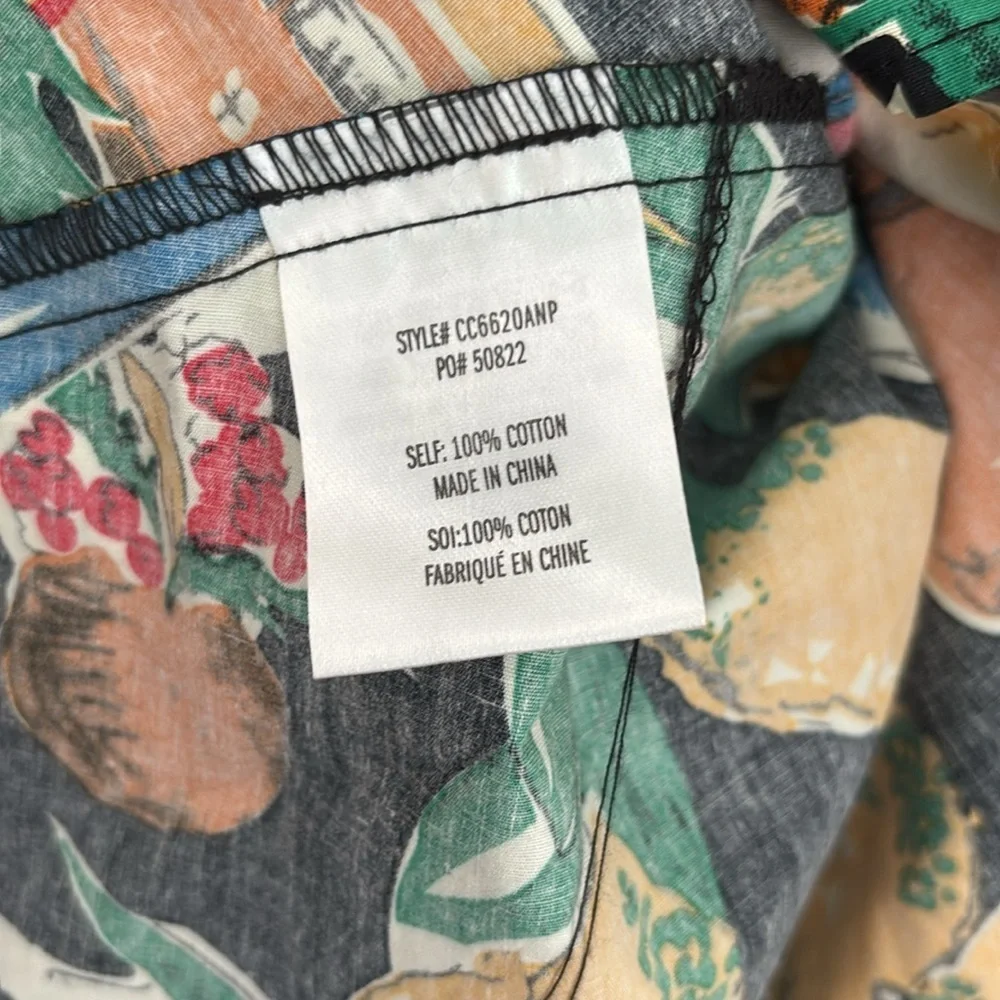 STYLE# CC6620ANP
PO# 50822
SELF: 100% COTTON
MADE IN CHINA
SOI:100% COTON
FABRIQUÉ EN CHINE